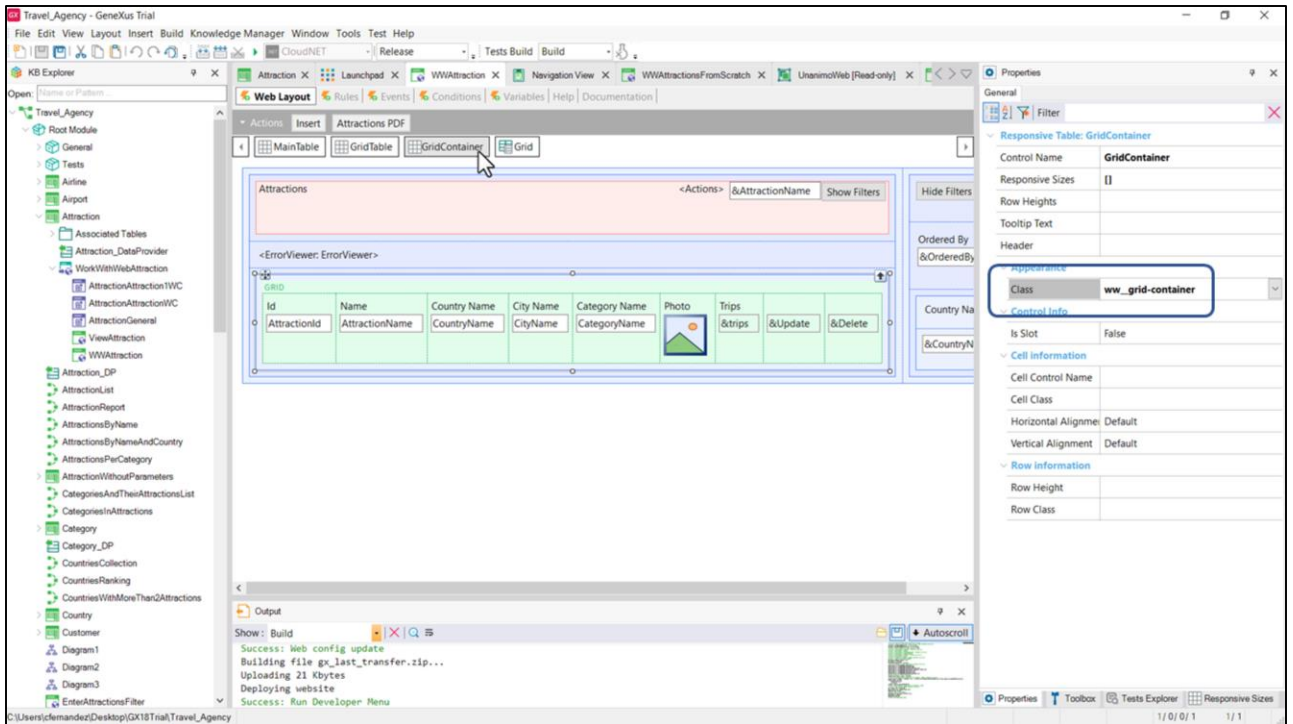 GX Travel_Agency - GeneXus Trial
File Edit View Layout Insert Build Knowledge Manager Window Tools Test Help
CloudNET Release Tests Build Build
KB Explorer
Open: Name or Pattern
Travel_Agency
Root Module
General
Tests
Airline
Airport
Attraction
Associated Tables
Attraction_DataProvider
WorkWithWebAttraction
AttractionAttraction1WC
AttractionAttractionWC
AttractionGeneral
ViewAttraction
WWAttraction
Attraction_DP
AttractionList
AttractionReport
AttractionsByName
AttractionsByNameAndCountry
AttractionsPerCategory
AttractionWithoutParameters
CategoriesAndTheirAttractionsList
CategoriesInAttractions
Category
Category_DP
CountriesCollection
CountriesRanking
CountriesWithMoreThan2Attractions
Country
Customer
Diagram1
Diagram2
Diagram3
EnterAttractionsFilter
Attraction X Launchpad X WWAttraction X Navigation View X WWAttractionsFromScratch X UnanimoWeb [Read-only] X
Web Layout Rules Events Conditions Variables Help Documentation
Actions Insert Attractions PDF
MainTable GridTable GridContainer Grid
Attractions <Actions> &AttractionName Show Filters Hide Filters
Ordered By
<ErrorViewer: ErrorViewer> &OrderedBy
GRID
Id Name Country Name City Name Category Name Photo Trips Country Na
AttractionId AttractionName CountryName CityName CategoryName &trips &Update &Delete
&CountryN
Output
Show: Build Autoscroll
Success: Web config update
Building file gx_last_transfer.zip...
Uploading 21 Kbytes
Deploying website
Success: Run Developer Menu
Properties
General
Filter
Responsive Table: GridContainer
Control Name GridContainer
Responsive Sizes []
Row Heights
Tooltip Text
Header
Appearance
Class ww__grid-container
Control Info
Is Slot False
Cell information
Cell Control Name
Cell Class
Horizontal Alignme Default
Vertical Alignment Default
Row information
Row Height
Row Class
Properties Toolbox Tests Explorer Responsive Sizes
C:\Users\cfernandez\Desktop\GX18Trial\Travel_Agency 1/0/0/1 1/1